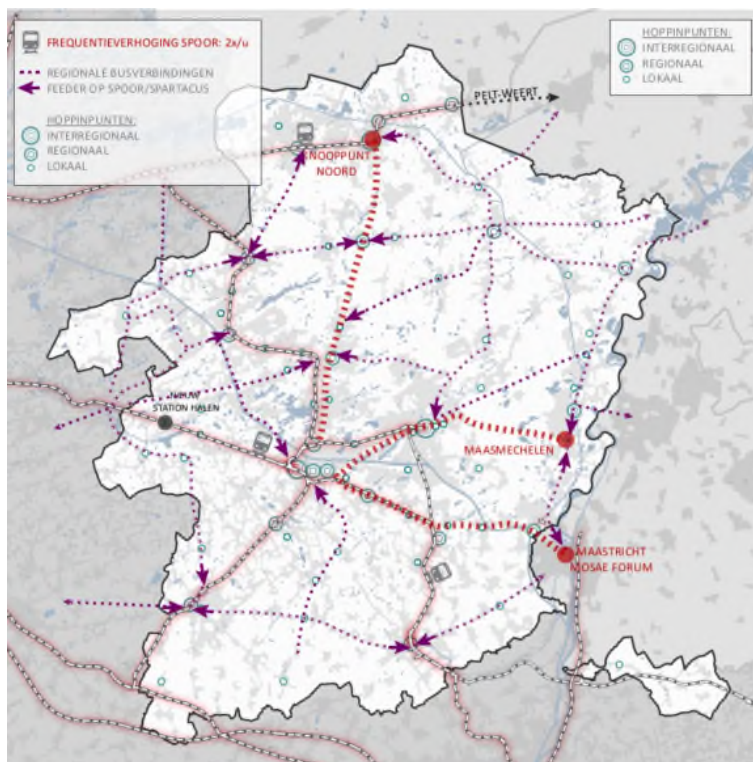 FREQUENTIEVERHOGING SPOOR: 2x/u
REGIONALE BUSVERBINDINGEN
FEEDER OP SPOOR/SPARTACUS
HOPPINPUNTEN:
INTERREGIONAAL
REGIONAAL
LOKAAL
HOPPINPUNTEN:
INTERREGIONAAL
REGIONAAL
LOKAAL
PELT-WEERT
KNOOPPUNT
NOORD
NIEUW
STATION HALEN
MAASMECHELEN
MAASTRICHT
MOSAE FORUM